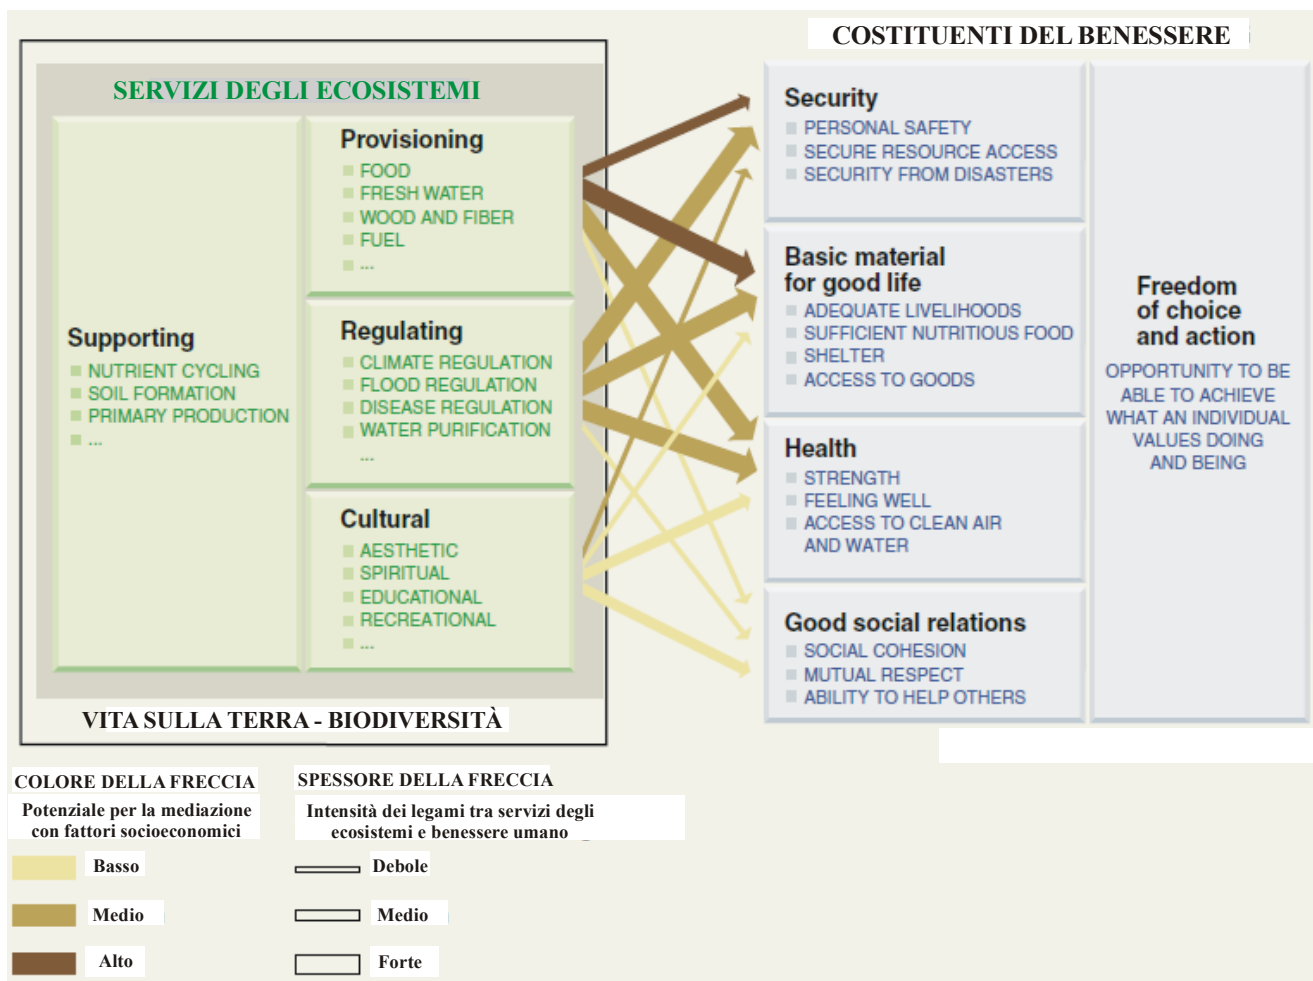 COSTITUENTI DEL BENESSERE
SERVIZI DEGLI ECOSISTEMI
Supporting
NUTRIENT CYCLING
SOIL FORMATION
PRIMARY PRODUCTION
...
Provisioning
FOOD
FRESH WATER
WOOD AND FIBER
FUEL
...
Regulating
CLIMATE REGULATION
FLOOD REGULATION
DISEASE REGULATION
WATER PURIFICATION
...
Cultural
AESTHETIC
SPIRITUAL
EDUCATIONAL
RECREATIONAL
...
VITA SULLA TERRA - BIODIVERSITÀ
Security
PERSONAL SAFETY
SECURE RESOURCE ACCESS
SECURITY FROM DISASTERS
Basic material
for good life
ADEQUATE LIVELIHOODS
SUFFICIENT NUTRITIOUS FOOD
SHELTER
ACCESS TO GOODS
Health
STRENGTH
FEELING WELL
ACCESS TO CLEAN AIR
AND WATER
Good social relations
SOCIAL COHESION
MUTUAL RESPECT
ABILITY TO HELP OTHERS
Freedom
of choice
and action
OPPORTUNITY TO BE
ABLE TO ACHIEVE
WHAT AN INDIVIDUAL
VALUES DOING
AND BEING
COLORE DELLA FRECCIA
Potenziale per la mediazione
con fattori socioeconomici
Basso
Medio
Alto
SPESSORE DELLA FRECCIA
Intensità dei legami tra servizi degli
ecosistemi e benessere umano
Debole
Medio
Forte